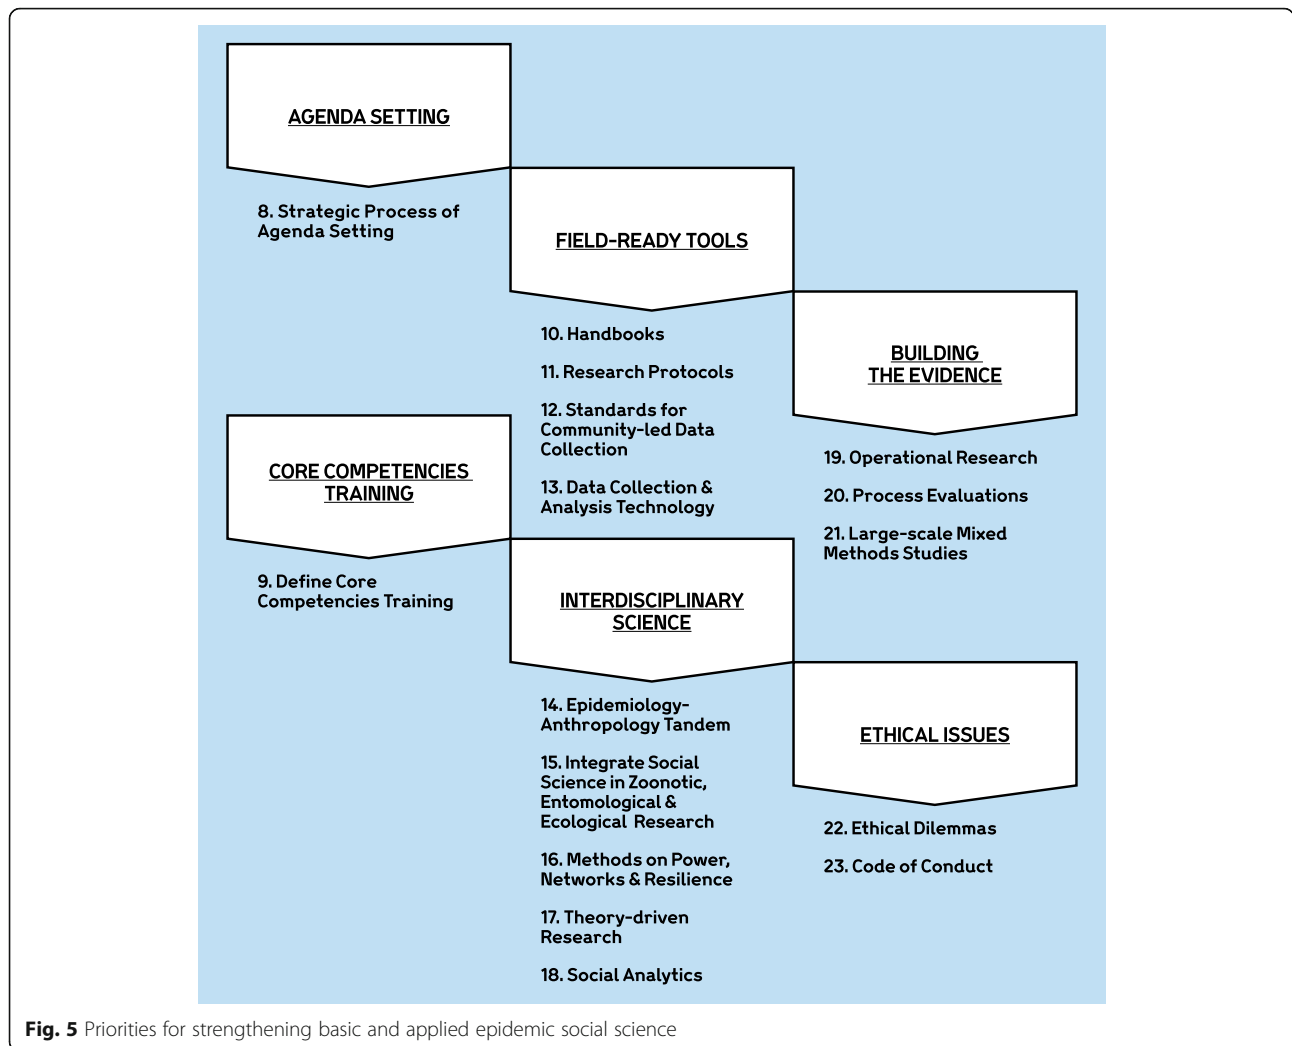 AGENDA SETTING
8. Strategic Process of
Agenda Setting
CORE COMPETENCIES
TRAINING
9. Define Core
Competencies Training
FIELD-READY TOOLS
10. Handbooks
11. Research Protocols
12. Standards for
Community-led Data
Collection
13. Data Collection &
Analysis Technology
INTERDISCIPLINARY
SCIENCE
14. Epidemiology-
Anthropology Tandem
15. Integrate Social
Science in Zoonotic,
Entomological &
Ecological Research
16. Methods on Power,
Networks & Resilience
17. Theory-driven
Research
18. Social Analytics
BUILDING
THE EVIDENCE
19. Operational Research
20. Process Evaluations
21. Large-scale Mixed
Methods Studies
ETHICAL ISSUES
22. Ethical Dilemmas
23. Code of Conduct
Fig. 5 Priorities for strengthening basic and applied epidemic social science